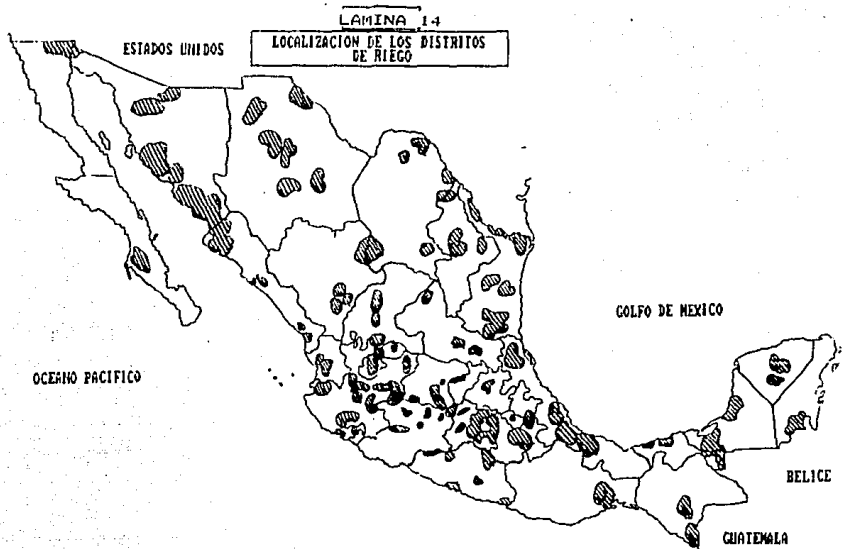 LAMINA 14
LOCALIZACION DE LOS DISTRITOS
DE RIEGO
ESTADOS UNIDOS
GOLFO DE MEXICO
OCEANO PACIFICO
BELICE
GUATEMALA